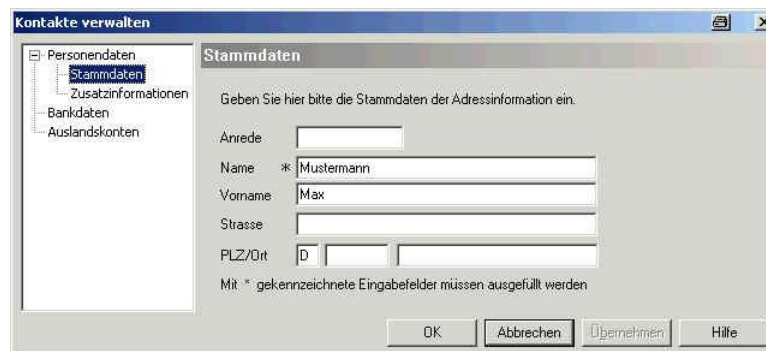 Kontakte verwalten
Personendaten
Stammdaten
Zusatzinformationen
Bankdaten
Auslandskonten
Stammdaten
Geben Sie hier bitte die Stammdaten der Adressinformation ein.
Anrede
Name * Mustermann
Vorname Max
Strasse
PLZ/Ort D
Mit * gekennzeichnete Eingabefelder müssen ausgefüllt werden
OK Abbrechen Übernehmen Hilfe